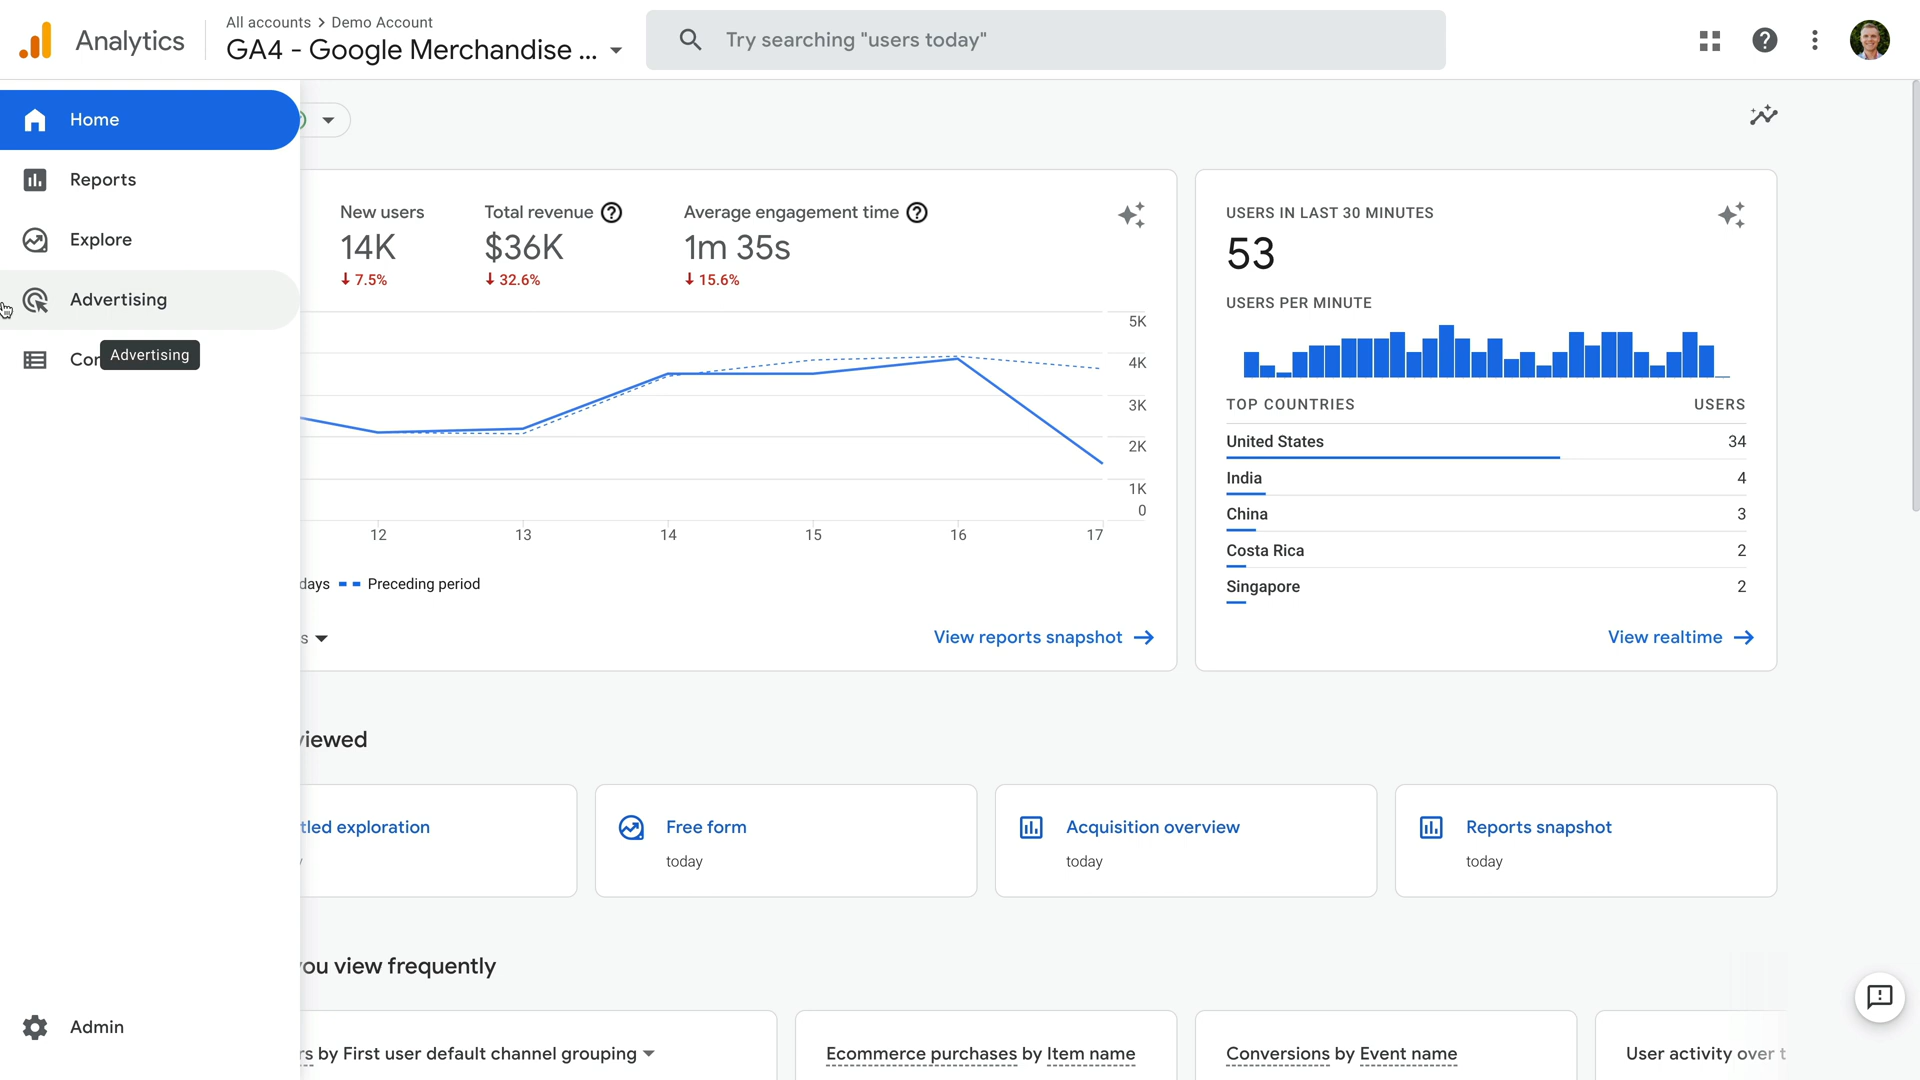 Analytics
All accounts > Demo Account
GA4 - Google Merchandise ...
Try searching "users today"
Home
Reports
Explore
Advertising
Advertising
Admin
New users
14K
7.5%
Total revenue
$36K
32.6%
Average engagement time
1m 35s
15.6%
5K
4K
3K
2K
1K
0
12 13 14 15 16 17
days Preceding period
View reports snapshot
USERS IN LAST 30 MINUTES
53
USERS PER MINUTE
TOP COUNTRIES USERS
United States 34
India 4
China 3
Costa Rica 2
Singapore 2
View realtime
viewed
exploration
Free form
today
Acquisition overview
today
Reports snapshot
today
you view frequently
by First user default channel grouping
Ecommerce purchases by Item name
Conversions by Event name
User activity over t